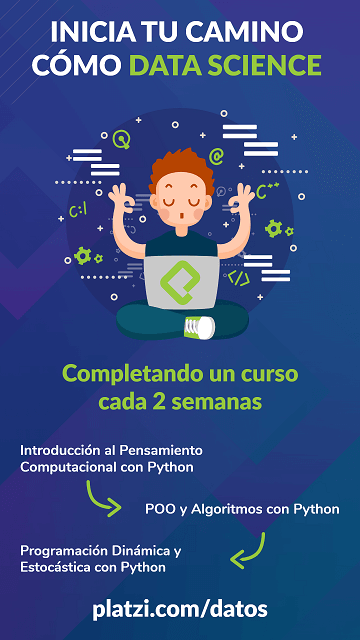 INICIA TU CAMINO
CÓMO DATA SCIENCE
@
C:/
C++
</>
Completando un curso
cada 2 semanas
Introducción al Pensamiento
Computacional con Python
POO y Algoritmos con Python
Programación Dinámica y
Estocástica con Python
platzi.com/datos